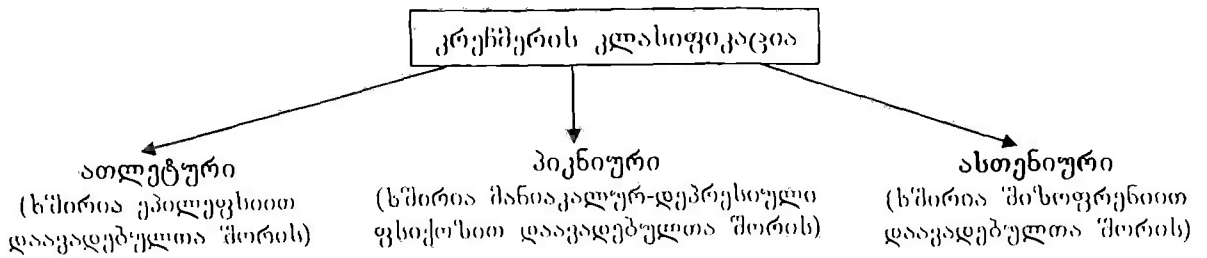 კრეჩმერის კლასიფიკაცია
ათლეტური
(ხშირია ეპილეფსიით
დაავადებულთა შორის)
პიკნიური
(ხშირია მანიაკალურ-დეპრესიული
ფსიქოზით დაავადებულთა შორის)
ასთენიური
(ხშირია შიზოფრენიით
დაავადებულთა შორის)